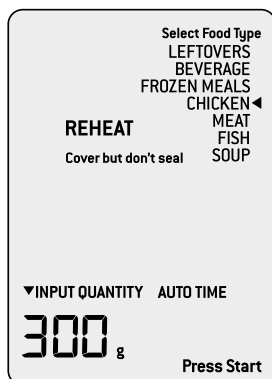 Select Food Type
LEFTOVERS
BEVERAGE
FROZEN MEALS
CHICKEN◀
REHEAT
MEAT
FISH
Cover but don't seal
SOUP
▼INPUT QUANTITY AUTO TIME
300 g
Press Start